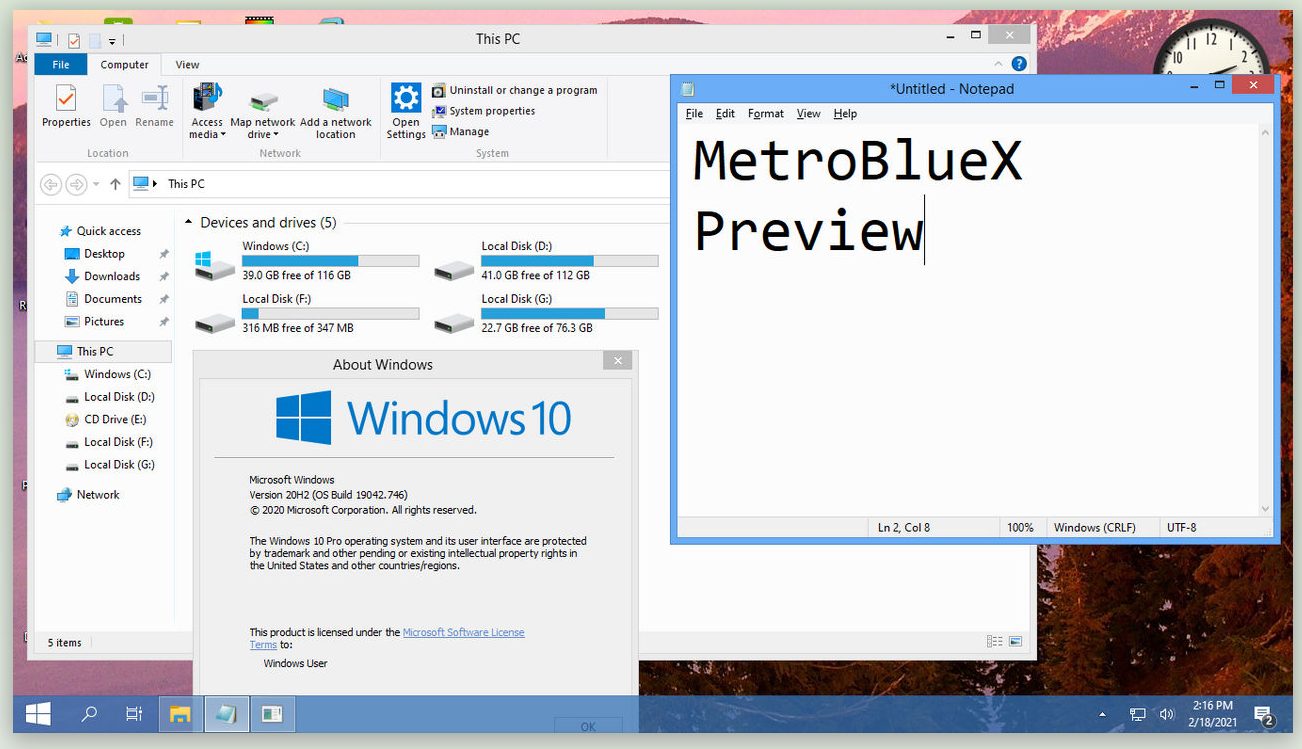 This PC
File
Computer
View
Properties
Open
Rename
Access media
Map network drive
Add a network location
Open Settings
Uninstall or change a program
System properties
Manage
Location
Network
System
This PC
Quick access
Desktop
Downloads
Documents
Pictures
This PC
Windows (C:)
Local Disk (D:)
CD Drive (E:)
Local Disk (F:)
Local Disk (G:)
Network
Devices and drives (5)
Windows (C:)
39.0 GB free of 116 GB
Local Disk (D:)
41.0 GB free of 112 GB
Local Disk (F:)
316 MB free of 347 MB
Local Disk (G:)
22.7 GB free of 76.3 GB
5 items
About Windows
Windows 10
Microsoft Windows
Version 20H2 (OS Build 19042.746)
© 2020 Microsoft Corporation. All rights reserved.
The Windows 10 Pro operating system and its user interface are protected
by trademark and other pending or existing intellectual property rights in
the United States and other countries/regions.
This product is licensed under the Microsoft Software License
Terms to:
Windows User
OK
12
11
10
1
2
*Untitled - Notepad
File Edit Format View Help
MetroBlueX
Preview
Ln 2, Col 8
100%
Windows (CRLF)
UTF-8
2:16 PM
2/18/2021
2